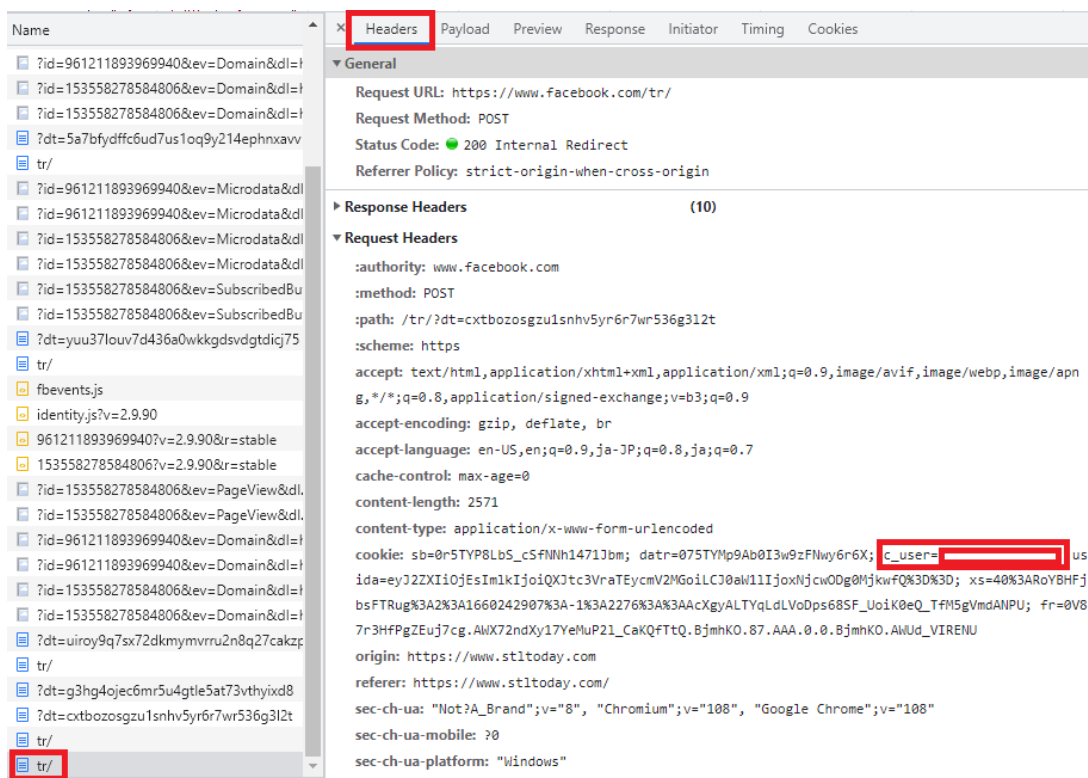 Name
?id=961211893969940&ev=Domain&dl=h
?id=153558278584806&ev=Domain&dl=h
?id=153558278584806&ev=Domain&dl=h
?dt=5a7bfydffc6ud7us1oq9y214ephnxavv
tr/
?id=961211893969940&ev=Microdata&dl
?id=961211893969940&ev=Microdata&dl
?id=153558278584806&ev=Microdata&dl
?id=153558278584806&ev=Microdata&dl
?id=153558278584806&ev=SubscribedBu
?id=153558278584806&ev=SubscribedBu
?dt=yuu37louv7d436a0wkkgdsvdgtdicj75
tr/
fbevents.js
identity.js?v=2.9.90
961211893969940?v=2.9.90&r=stable
153558278584806?v=2.9.90&r=stable
?id=153558278584806&ev=PageView&dl.
?id=153558278584806&ev=PageView&dl.
?id=961211893969940&ev=Domain&dl=h
?id=961211893969940&ev=Domain&dl=h
?id=153558278584806&ev=Domain&dl=h
?id=153558278584806&ev=Domain&dl=h
?dt=uiroy9q7sx72dkmymvrru2n8q27cakzp
tr/
?dt=g3hg4ojec6mr5u4gtle5at73vthyixd8
?dt=cxtbozosgzu1snhv5yr6r7wr536g3l2t
tr/
tr/
× Headers Payload Preview Response Initiator Timing Cookies
▼ General
Request URL: https://www.facebook.com/tr/
Request Method: POST
Status Code: 200 Internal Redirect
Referrer Policy: strict-origin-when-cross-origin
▶ Response Headers (10)
▼ Request Headers
:authority: www.facebook.com
:method: POST
:path: /tr/?dt=cxtbozosgzu1snhv5yr6r7wr536g3l2t
:scheme: https
accept: text/html,application/xhtml+xml,application/xml;q=0.9,image/avif,image/webp,image/apn
g,*/*;q=0.8,application/signed-exchange;v=b3;q=0.9
accept-encoding: gzip, deflate, br
accept-language: en-US,en;q=0.9,ja-JP;q=0.8,ja;q=0.7
cache-control: max-age=0
content-length: 2571
content-type: application/x-www-form-urlencoded
cookie: sb=0r5TYP8LbS_cSfNNh1471Jbm; datr=075TYMp9Ab0I3w9zFNwy6r6X; c_user= us
ida=eyJ2ZXIiOjEsImlkIjoiQXJtc3VraTEycmV2MGoiLCJ0aW1lIjoxNjcwODg0MjkwfQ%3D%3D; xs=40%3ARoYBHFj
bsFTRug%3A2%3A1660242907%3A-1%3A2276%3A%3AAcXgyALTYqLdLVoDps68SF_UoiK0eQ_TfM5gVmdANPU; fr=0V8
7r3HfPgZEuj7cg.AWX72ndXy17YeMuP2l_CaKQfTtQ.BjmhKO.87.AAA.0.0.BjmhKO.AWUd_VIRENU
origin: https://www.stltoday.com
referer: https://www.stltoday.com/
sec-ch-ua: "Not?A_Brand";v="8", "Chromium";v="108", "Google Chrome";v="108"
sec-ch-ua-mobile: ?0
sec-ch-ua-platform: "Windows"